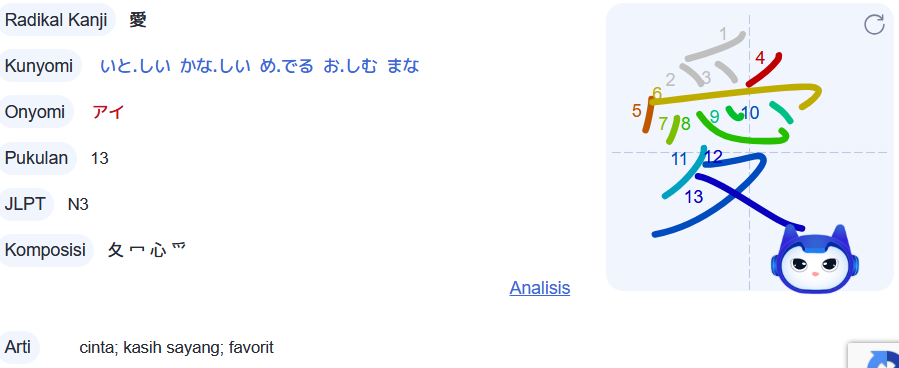 Radikal Kanji 愛
Kunyomi いと.しい かな.しい め.でる お.しむ まな
Onyomi アイ
Pukulan 13
JLPT N3
Komposisi 夂 冖 心 爫
Analisis
Arti cinta; kasih sayang; favorit
1
2
3
4
5
6
7
8
9
10
11
12
13